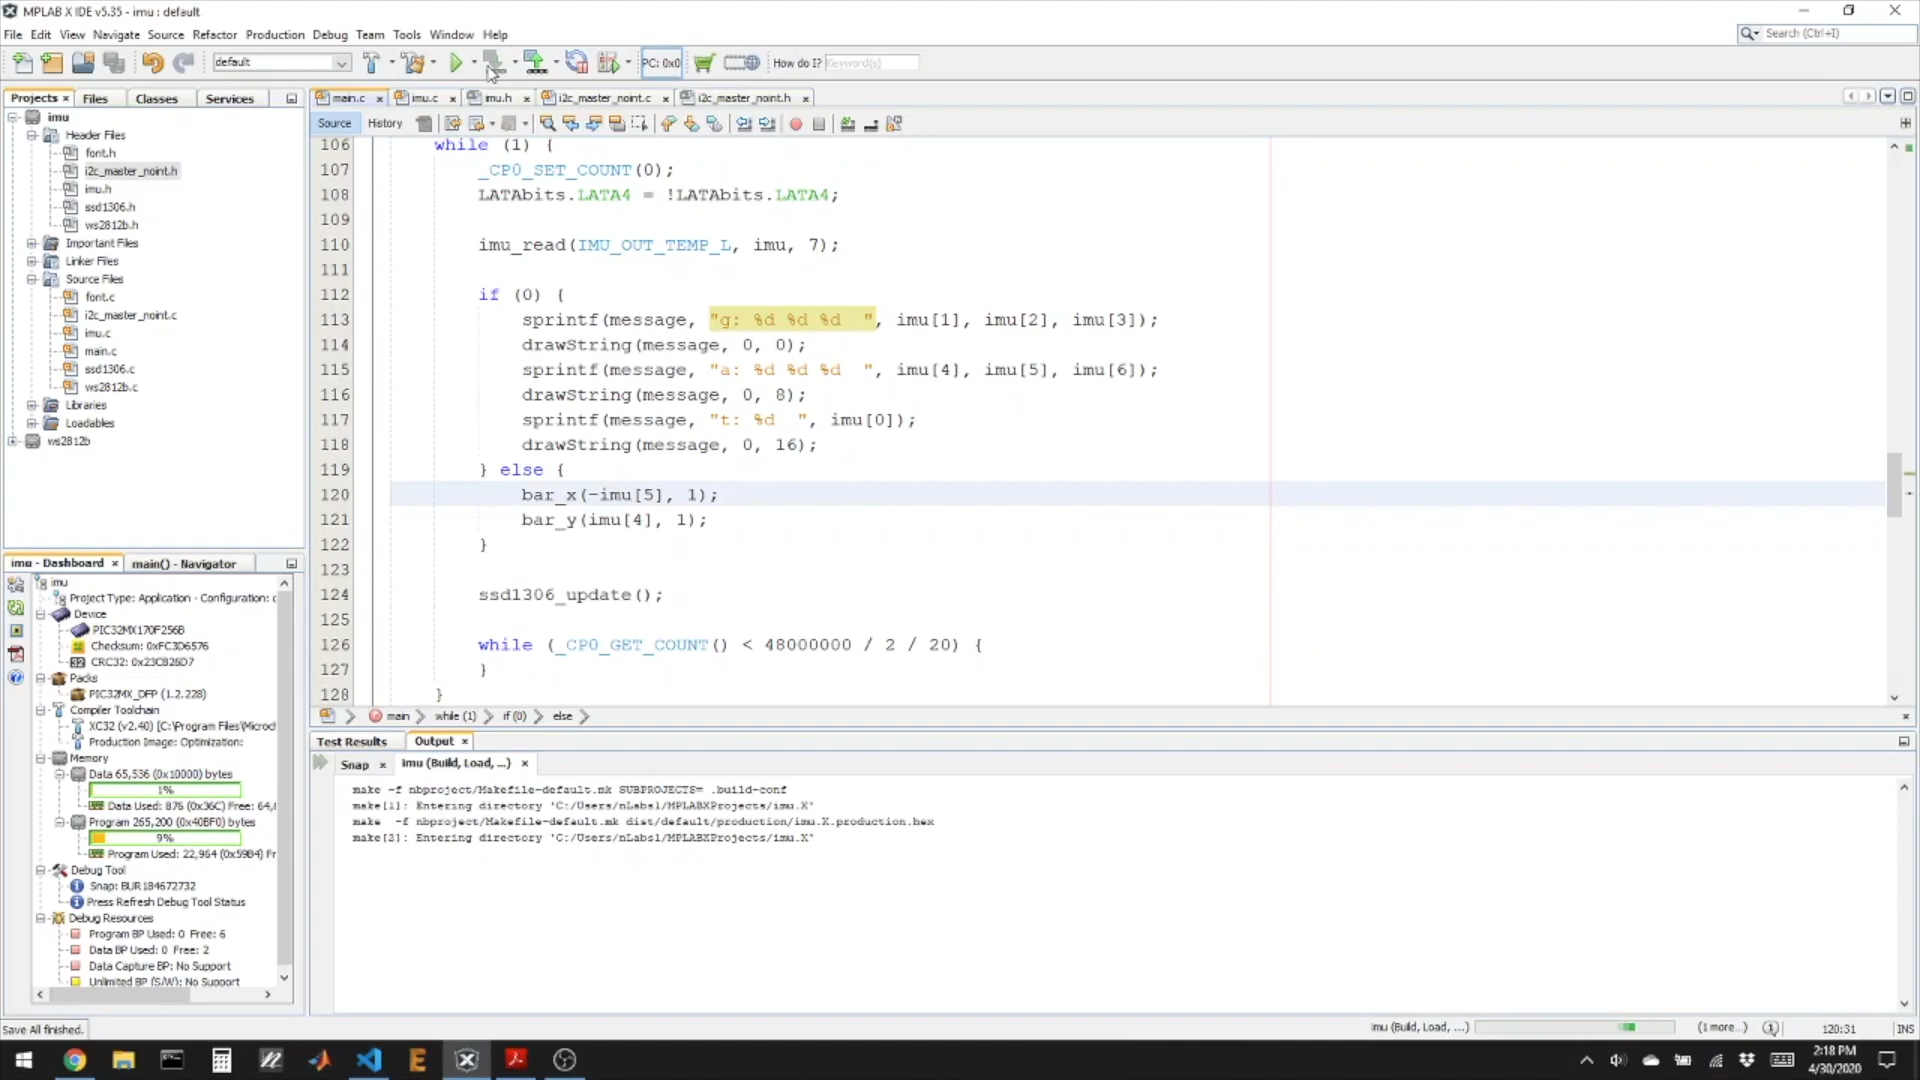 MPLAB X IDE v5.35 - imu : default
File Edit View Navigate Source Refactor Production Debug Team Tools Window Help
Search (Ctrl+I)
default
PC: 0x0
How do I? Keyword(s)
Projects Files Classes Services
main.c imu.c imu.h i2c_master_noint.c i2c_master_noint.h
Source History
imu
Header Files
font.h
i2c_master_noint.h
imu.h
ssd1306.h
ws2812b.h
Important Files
Linker Files
Source Files
font.c
i2c_master_noint.c
imu.c
main.c
ssd1306.c
ws2812b.c
Libraries
Loadables
ws2812b
106 while (1) {
107 _CP0_SET_COUNT(0);
108 LATAbits.LATA4 = !LATAbits.LATA4;
109
110 imu_read(IMU_OUT_TEMP_L, imu, 7);
111
112 if (0) {
113 sprintf(message, "g: %d %d %d  ", imu[1], imu[2], imu[3]);
114 drawString(message, 0, 0);
115 sprintf(message, "a: %d %d %d  ", imu[4], imu[5], imu[6]);
116 drawString(message, 0, 8);
117 sprintf(message, "t: %d  ", imu[0]);
118 drawString(message, 0, 16);
119 } else {
120 bar_x(-imu[5], 1);
121 bar_y(imu[4], 1);
122 }
123
124 ssd1306_update();
125
126 while (_CP0_GET_COUNT() < 48000000 / 2 / 20) {
127 }
128 }
main while (1) if (0) else
imu - Dashboard main() - Navigator
imu
Project Type: Application - Configuration: c
Device
PIC32MX170F256B
Checksum: 0xFC3D6576
32 CRC32: 0x23CB26D7
Packs
PIC32MX_DFP (1.2.228)
Compiler Toolchain
XC32 (v2.40) [C:\Program Files\Microch
Production Image: Optimization:
Memory
Data 65,536 (0x10000) bytes
1%
Data Used: 876 (0x36C) Free: 64,
Program 265,200 (0x40BF0) bytes
9%
Program Used: 22,964 (0x59B4) Fr
Debug Tool
Snap: BUR184672732
Press Refresh Debug Tool Status
Debug Resources
Program BP Used: 0 Free: 6
Data BP Used: 0 Free: 2
Data Capture BP: No Support
Unlimited BP (S/W): No Support
Test Results Output
Snap imu (Build, Load, ...)
make -f nbproject/Makefile-default.mk SUBPROJECTS= .build-conf
make[1]: Entering directory 'C:/Users/nLabsl/MPLABXProjects/imu.X'
make  -f nbproject/Makefile-default.mk dist/default/production/imu.X.production.hex
make[3]: Entering directory 'C:/Users/nLabsl/MPLABXProjects/imu.X'
Save All finished.
imu (Build, Load, ...) (1 more...) 1 120:31 INS
2:18 PM
4/30/2020